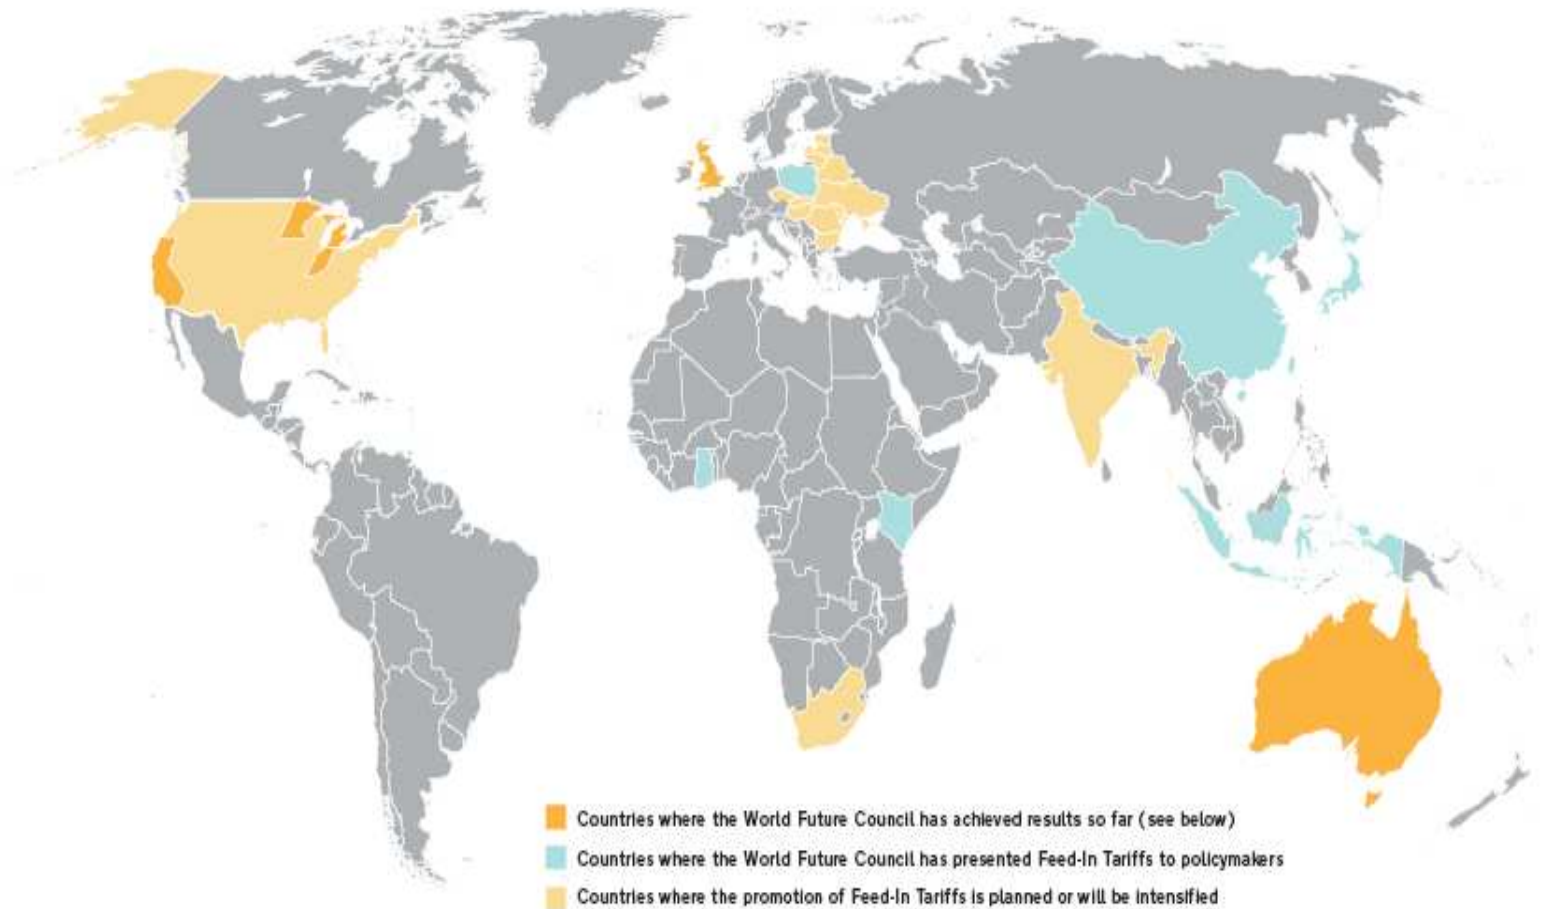 Countries where the World Future Council has achieved results so far (see below)
Countries where the World Future Council has presented Feed-In Tariffs to policymakers
Countries where the promotion of Feed-In Tariffs is planned or will be intensified